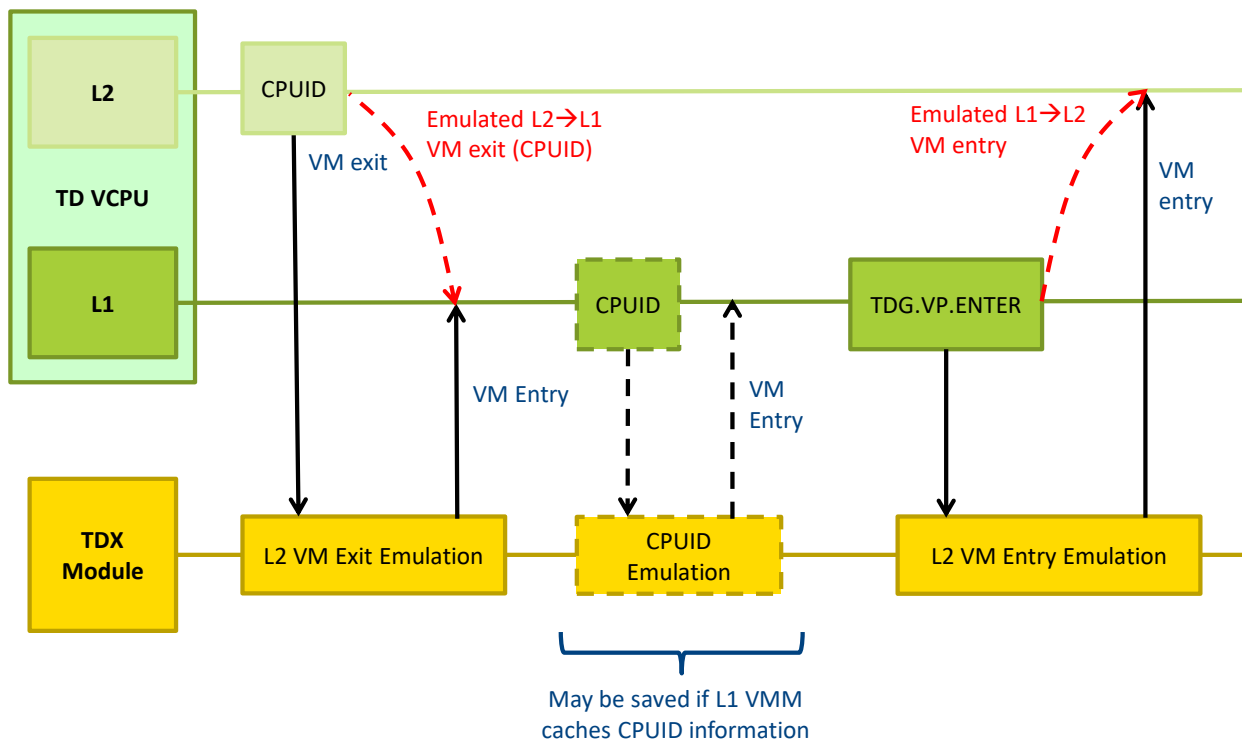 L2
CPUID
Emulated L2→L1
VM exit (CPUID)
Emulated L1→L2
VM entry
VM exit
VM
entry
TD VCPU
L1
CPUID
TDG.VP.ENTER
VM Entry
VM
Entry
TDX
Module
L2 VM Exit Emulation
CPUID
Emulation
L2 VM Entry Emulation
May be saved if L1 VMM
caches CPUID information